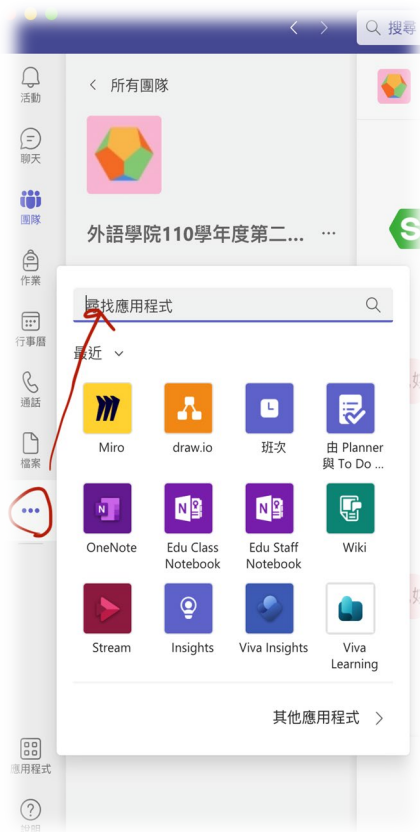 搜尋
活動
聊天
團隊
作業
行事曆
通話
檔案
應用程式
說明
所有團隊
外語學院110學年度第二...
S
尋找應用程式
最近
Miro
draw.io
班次
由 Planner
與 To Do ...
OneNote
Edu Class
Notebook
Edu Staff
Notebook
Wiki
Stream
Insights
Viva Insights
Viva
Learning
其他應用程式